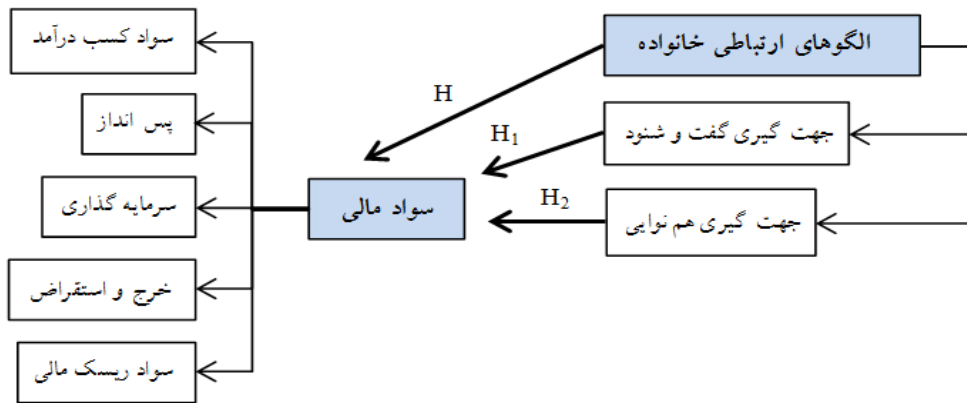 الگوهای ارتباطی خانواده
جهت گیری گفت و شنود
جهت گیری هم نوایی
H
H₁
H₂
سواد مالی
سواد کسب درآمد
پس انداز
سرمایه گذاری
خرج و استقراض
سواد ریسک مالی